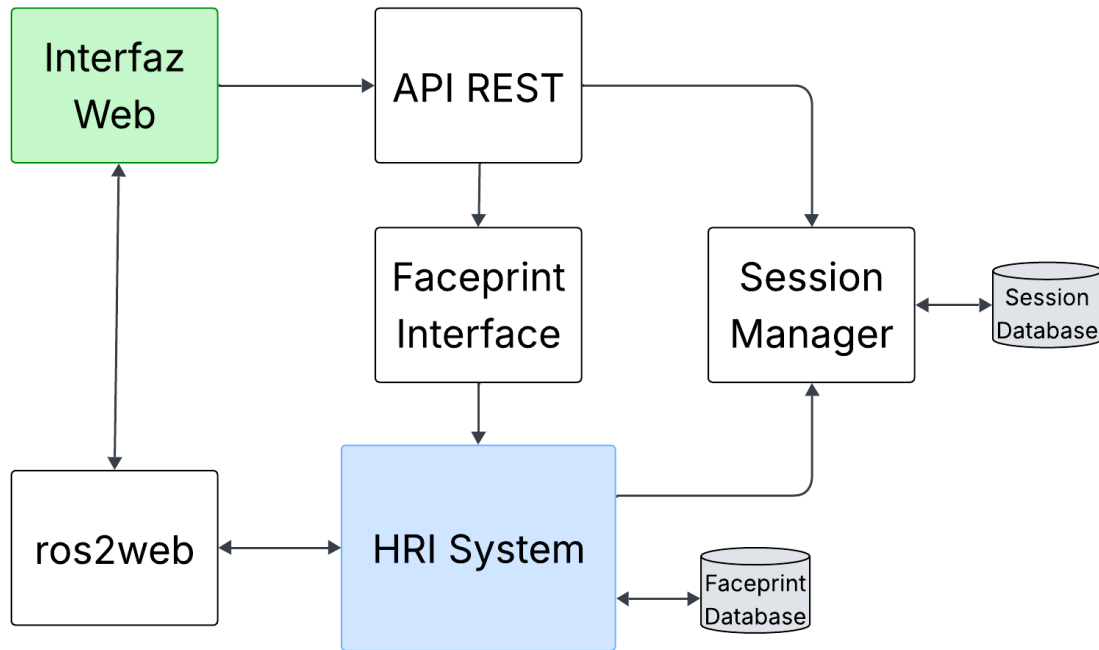 Interfaz
Web
API REST
Faceprint
Interface
Session
Manager
Session
Database
ros2web
HRI System
Faceprint
Database